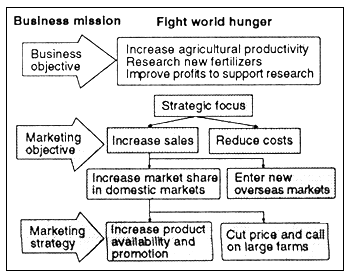 Business mission
Fight world hunger
Business
objective
Increase agricultural productivity
Research new fertilizers
Improve profits to support research
Strategic focus
Marketing
objective
Increase sales
Reduce costs
Increase market share
in domestic markets
Enter new
overseas markets
Marketing
strategy
Increase product
availability and
promotion
Cut price and call
on large farms